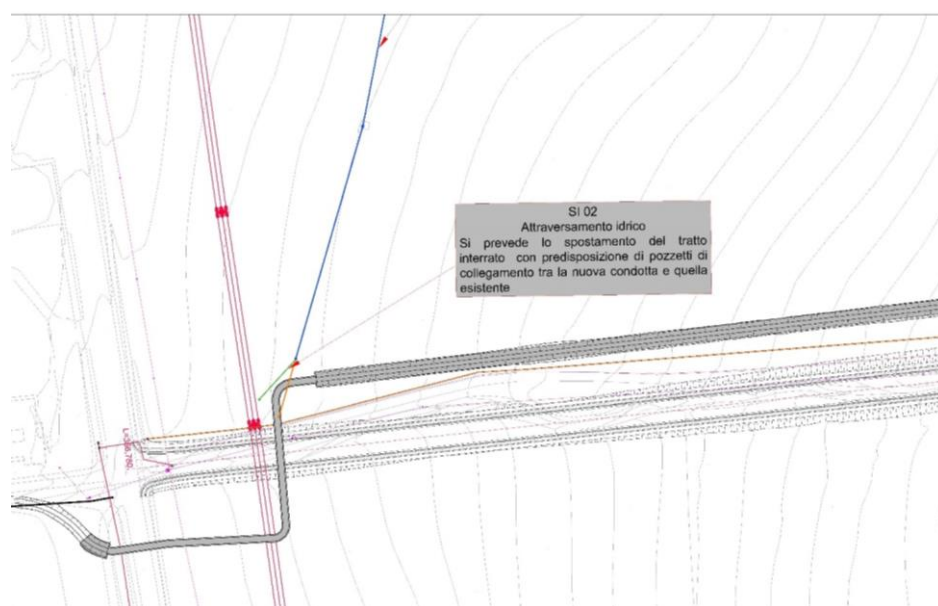 SI 02
Attraversamento idrico
Si prevede lo spostamento del tratto
interrato con predisposizione di pozzetti di
collegamento tra la nuova condotta e quella
esistente